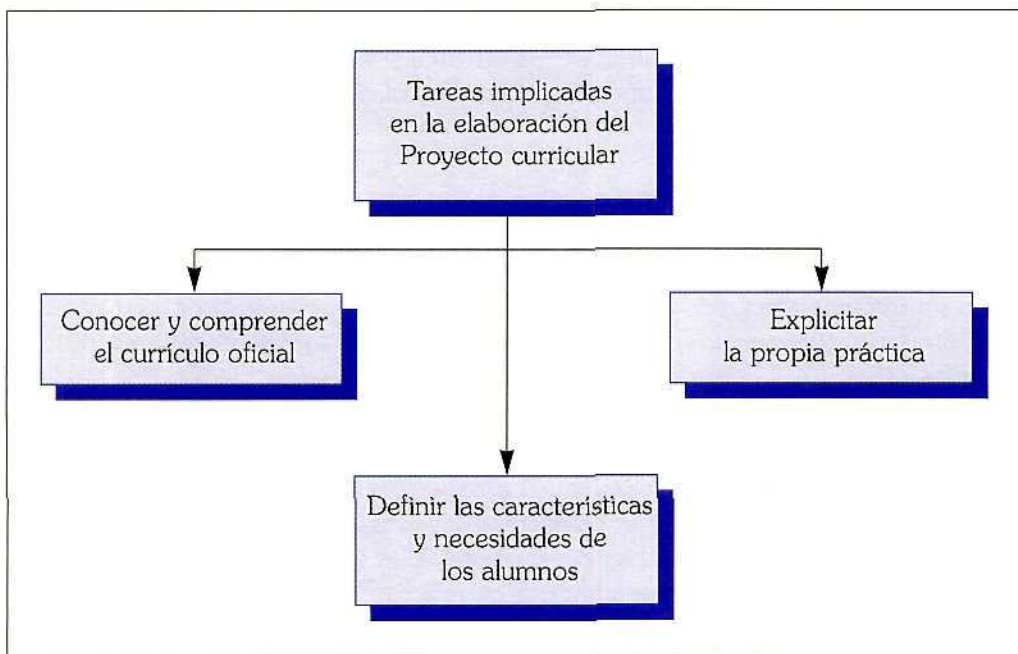 Tareas implicadas
en la elaboración del
Proyecto curricular
Conocer y comprender
el currículo oficial
Explicitar
la propia práctica
Definir las características
y necesidades de
los alumnos